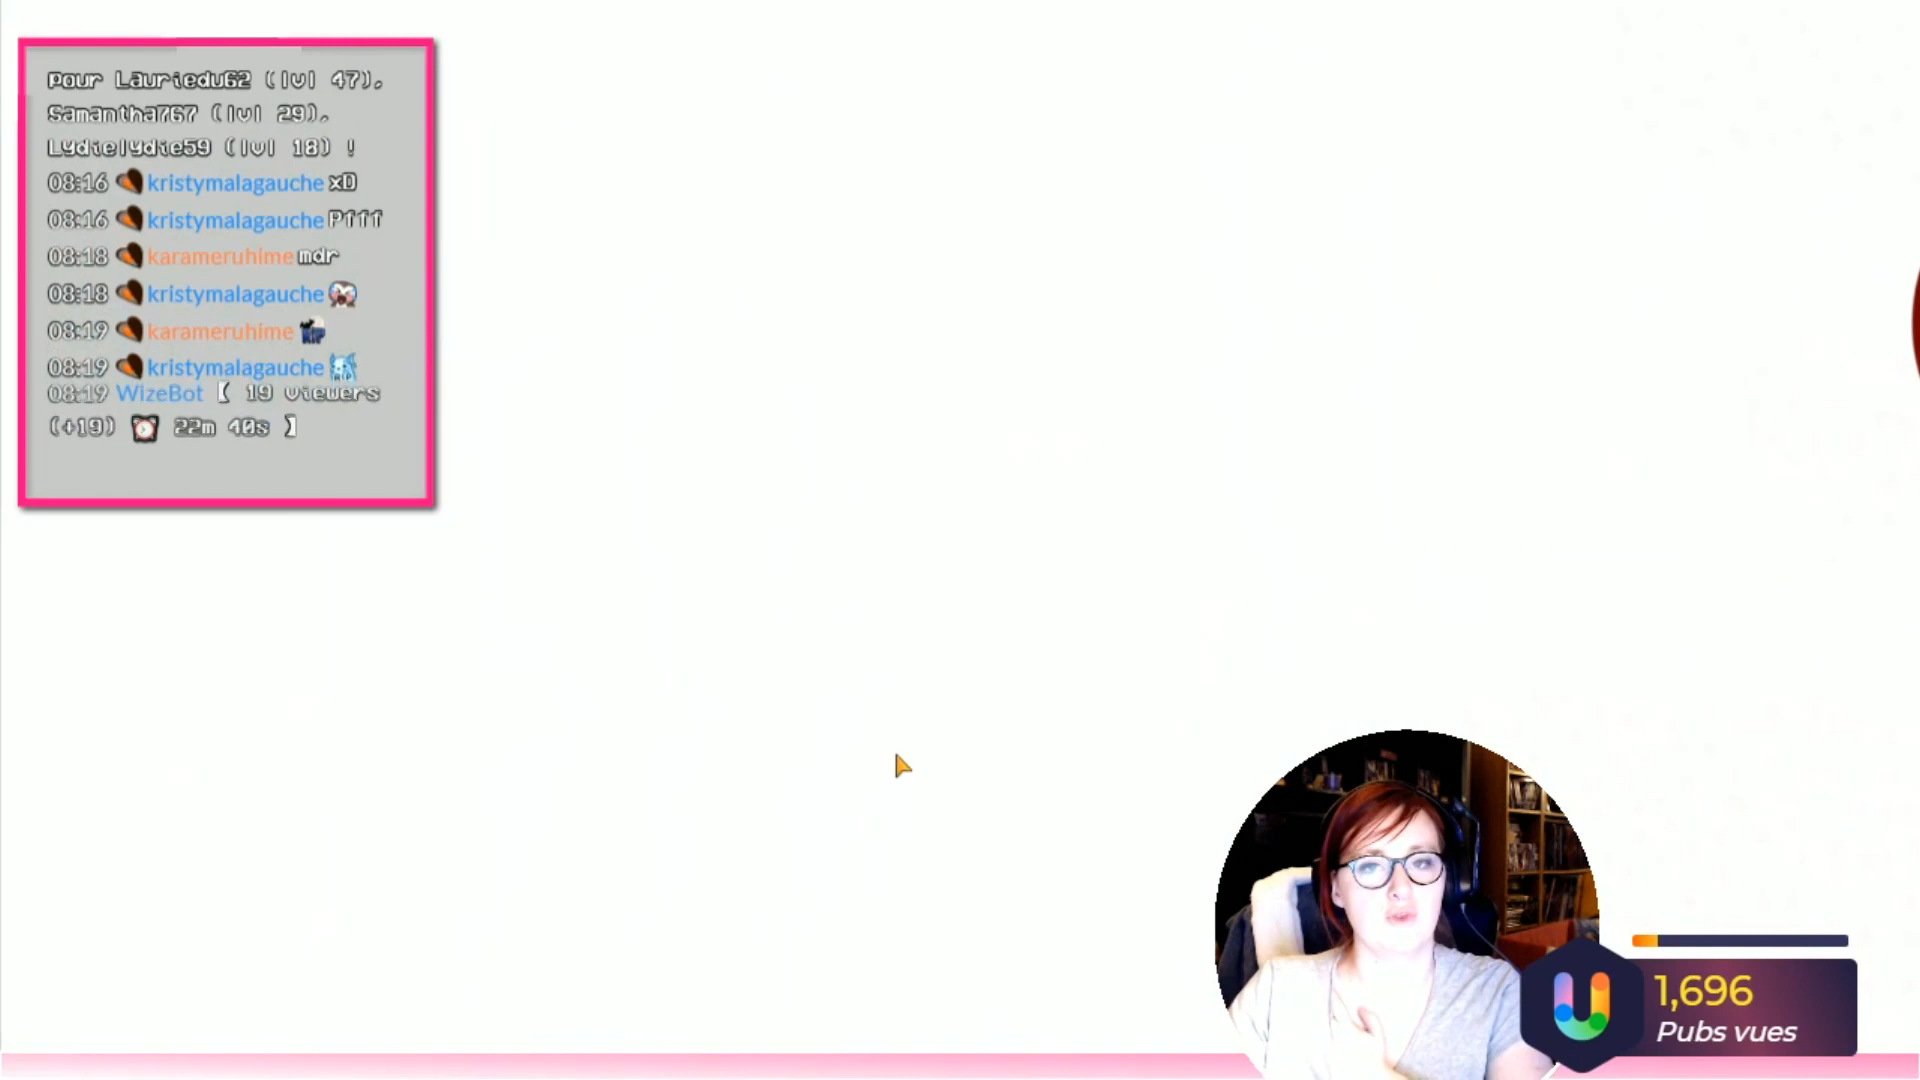 pour Lauriedu62 (lvl 47),
Samantha767 (lvl 29),
Lydielydie59 (lvl 18) !
08:16 kristymalagauche xD
08:16 kristymalagauche Pfff
08:18 karameruhime mdr
08:18 kristymalagauche
08:19 karameruhime RIP
08:19 kristymalagauche
08:19 WizeBot [ 19 viewers
(+19) 22m 40s ]
1,696
Pubs vues